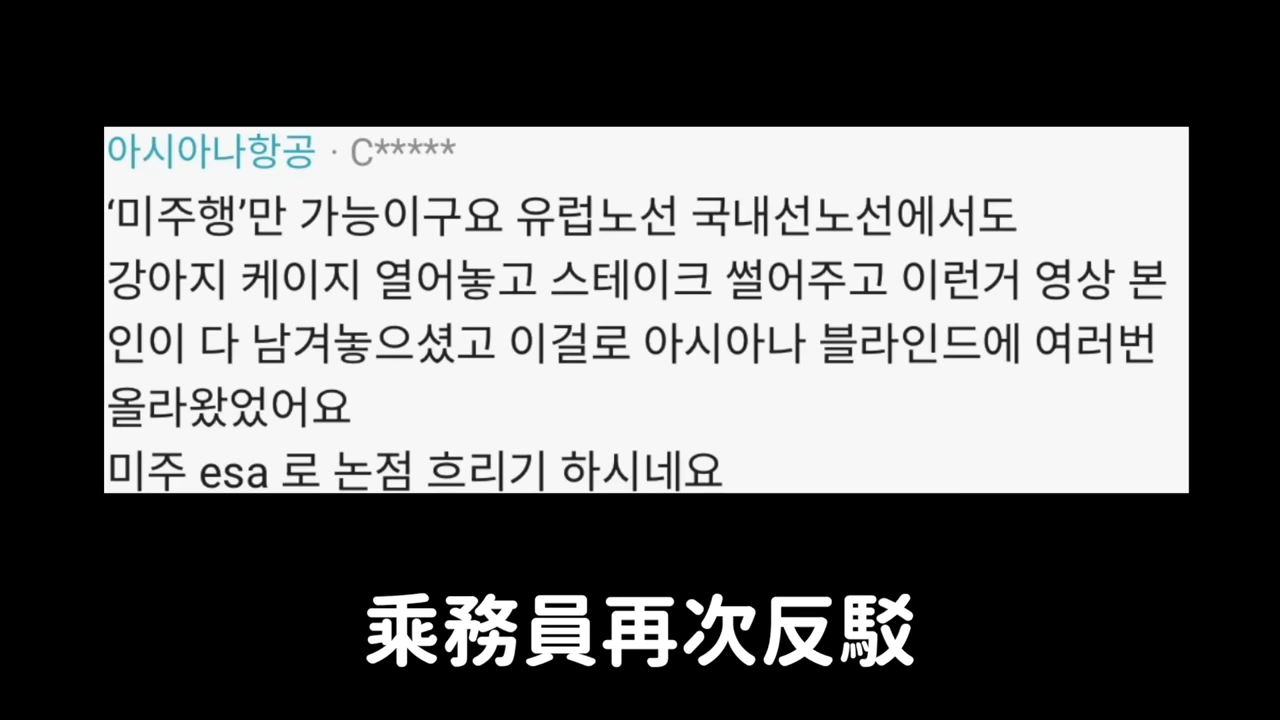 아시아나항공 · C*****
‘미주행’만 가능이구요 유럽노선 국내선노선에서도
강아지 케이지 열어놓고 스테이크 썰어주고 이런거 영상 본
인이 다 남겨놓으셨고 이걸로 아시아나 블라인드에 여러번
올라왔었어요
미주 esa 로 논점 흐리기 하시네요
乘務員再次反駁